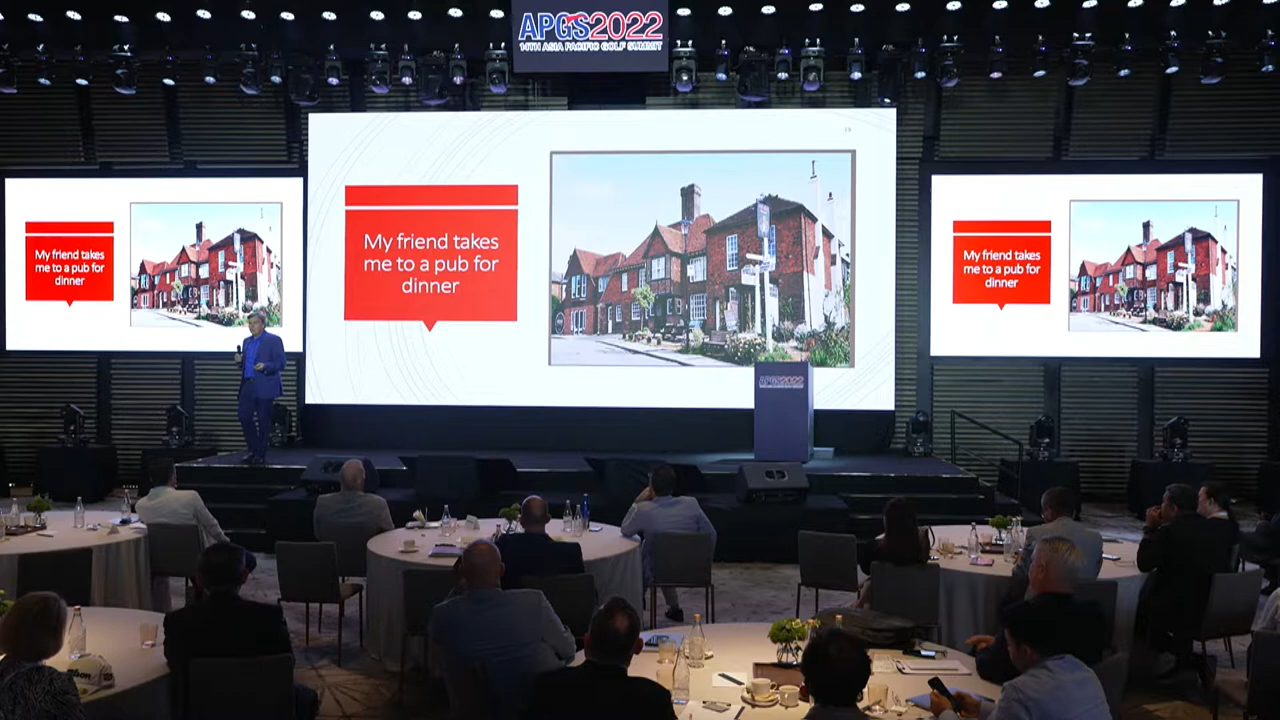 APGS2022
14TH ASIA PACIFIC GOLF SUMMIT
My friend takes
me to a pub for
dinner
My friend takes
me to a pub for
dinner
My friend takes
me to a pub for
dinner
APGS2022
Wilson